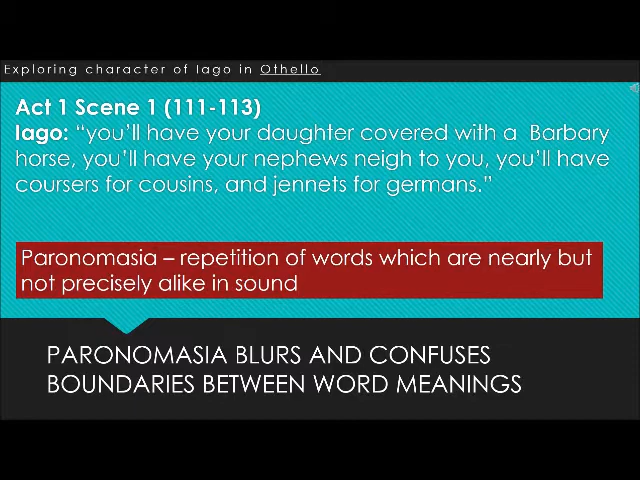 Exploring character of Iago in Othello
Act 1 Scene 1 (111-113)
Iago: “you’ll have your daughter covered with a Barbary
horse, you’ll have your nephews neigh to you, you’ll have
coursers for cousins, and jennets for germans.”
Paronomasia – repetition of words which are nearly but
not precisely alike in sound
PARONOMASIA BLURS AND CONFUSES
BOUNDARIES BETWEEN WORD MEANINGS